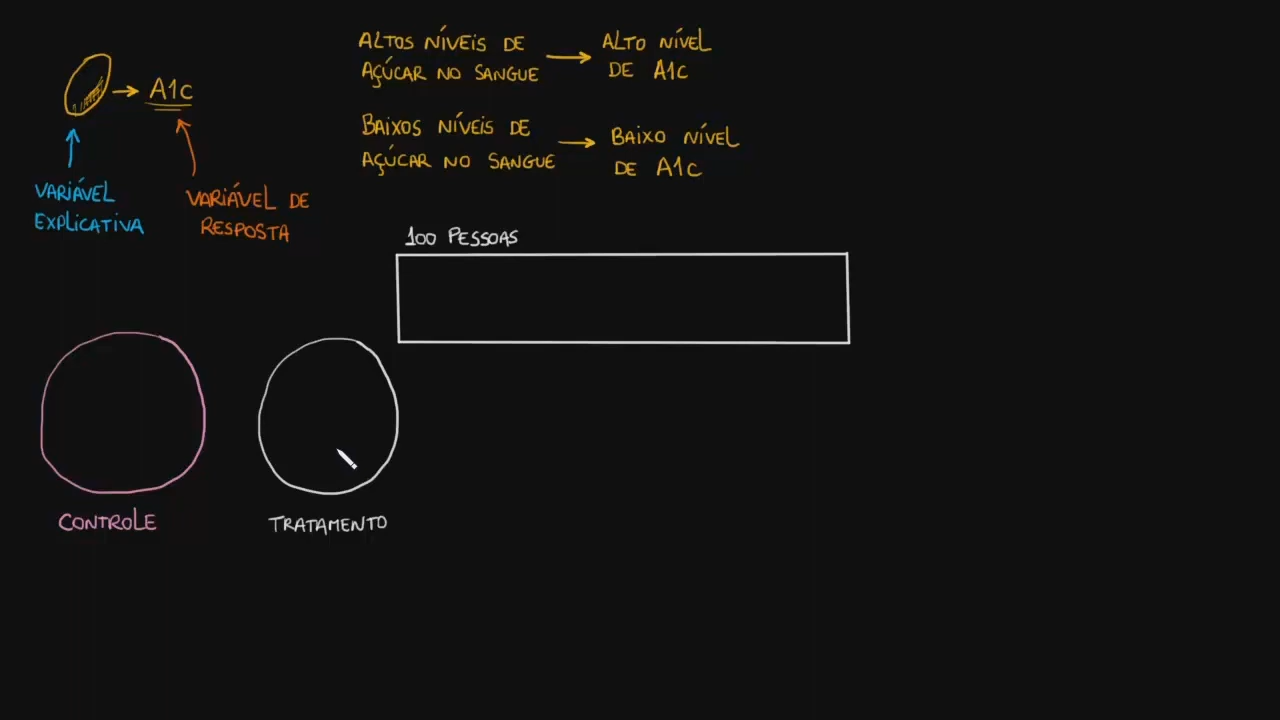 A1c
VARIÁVEL
EXPLICATIVA
VARIÁVEL DE
RESPOSTA
ALTOS NÍVEIS DE
AÇÚCAR NO SANGUE
ALTO NÍVEL
DE A1c
BAIXOS NÍVEIS DE
AÇÚCAR NO SANGUE
BAIXO NÍVEL
DE A1c
100 PESSOAS
CONTROLE
TRATAMENTO